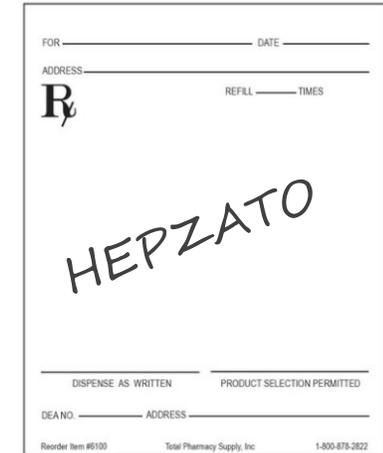 FOR DATE
ADDRESS
Rx REFILL TIMES
HEPZATO
DISPENSE AS WRITTEN PRODUCT SELECTION PERMITTED
DEA NO. ADDRESS
Reorder Item #6100 Total Pharmacy Supply, Inc 1-800-878-2822